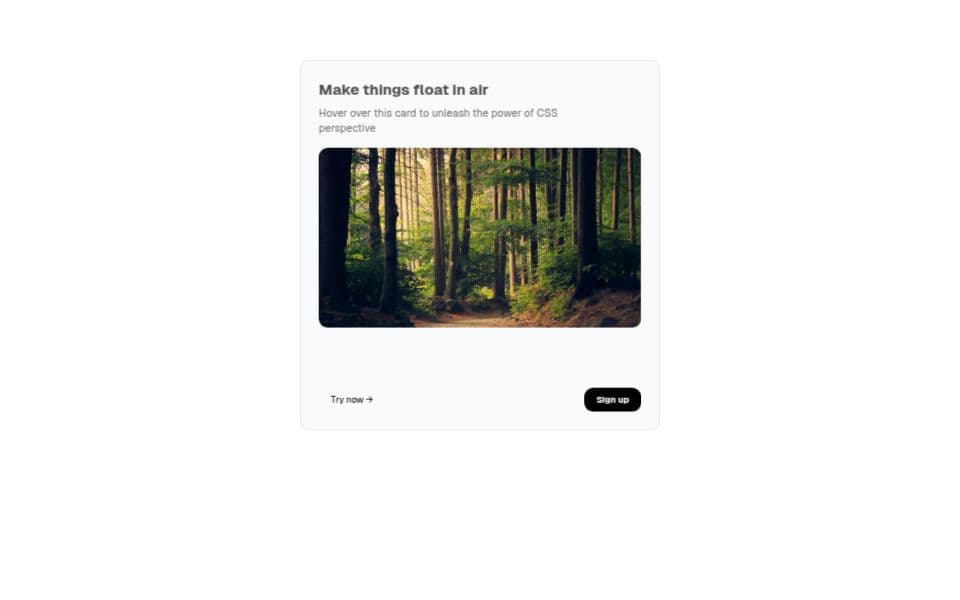 Make things float in air
Hover over this card to unleash the power of CSS
perspective
Try now →
Sign up